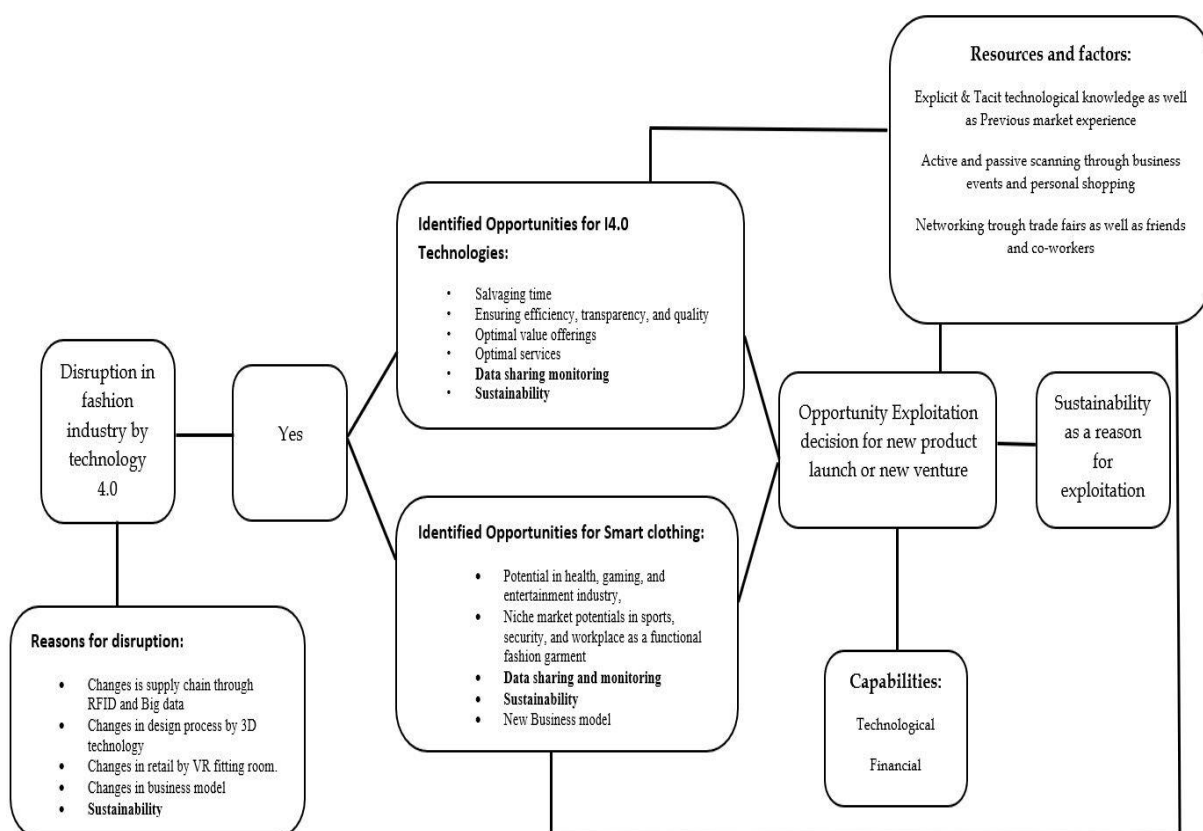 Resources and factors:
Explicit & Tacit technological knowledge as well
as Previous market experience
Active and passive scanning through business
events and personal shopping
Networking trough trade fairs as well as friends
and co-workers
Identified Opportunities for I4.0
Technologies:
• Salvaging time
• Ensuring efficiency, transparency, and quality
• Optimal value offerings
• Optimal services
• Data sharing monitoring
• Sustainability
Disruption in
fashion
industry by
technology
4.0
Yes
Opportunity Exploitation
decision for new product
launch or new venture
Sustainability
as a reason
for
exploitation
Identified Opportunities for Smart clothing:
• Potential in health, gaming, and
entertainment industry,
• Niche market potentials in sports,
security, and workplace as a functional
fashion garment
• Data sharing and monitoring
• Sustainability
• New Business model
Reasons for disruption:
• Changes is supply chain through
RFID and Big data
• Changes in design process by 3D
technology
• Changes in retail by VR fitting room.
• Changes in business model
• Sustainability
Capabilities:
Technological
Financial